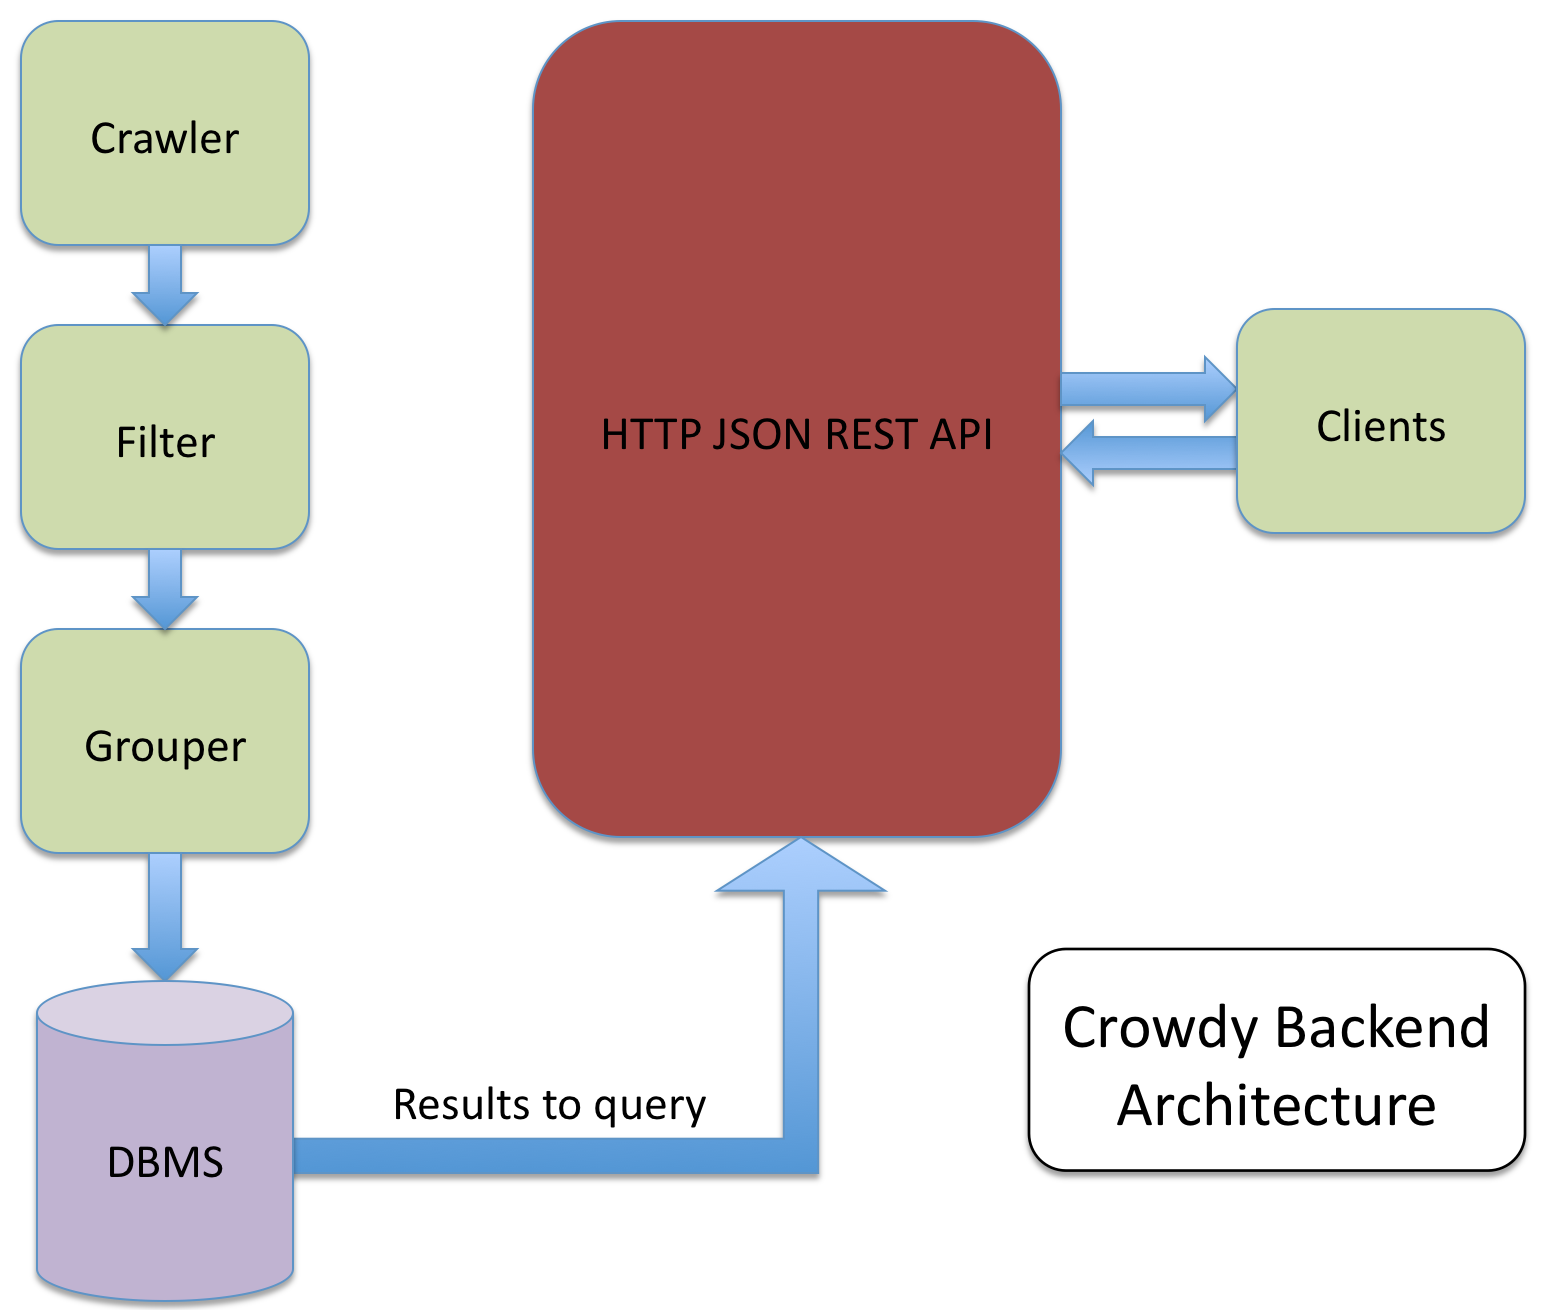 Crawler
HTTP JSON REST API
Clients
Filter
Grouper
DBMS
Results to query
Crowdy Backend
Architecture